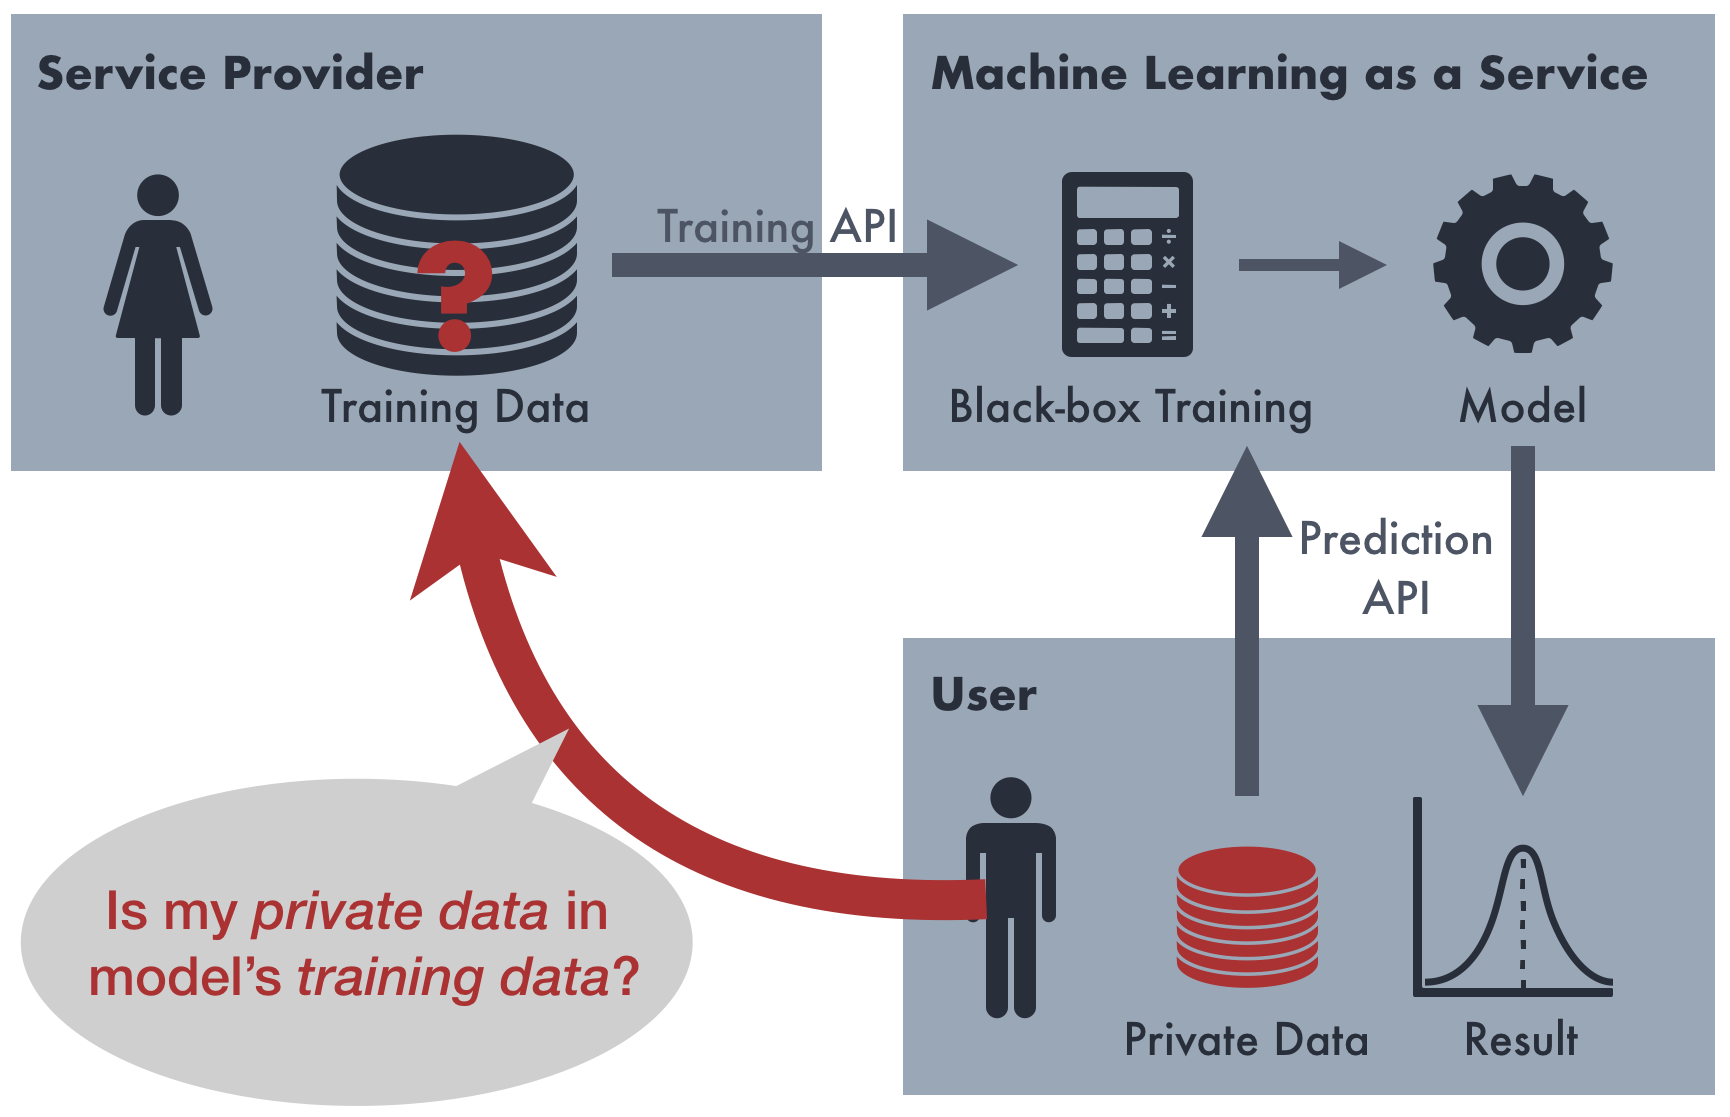 Service Provider
Training Data
Training API
Machine Learning as a Service
÷
×
−
+
=
Black-box Training
Model
Prediction
API
User
Private Data
Result
Is my private data in
model's training data?
?